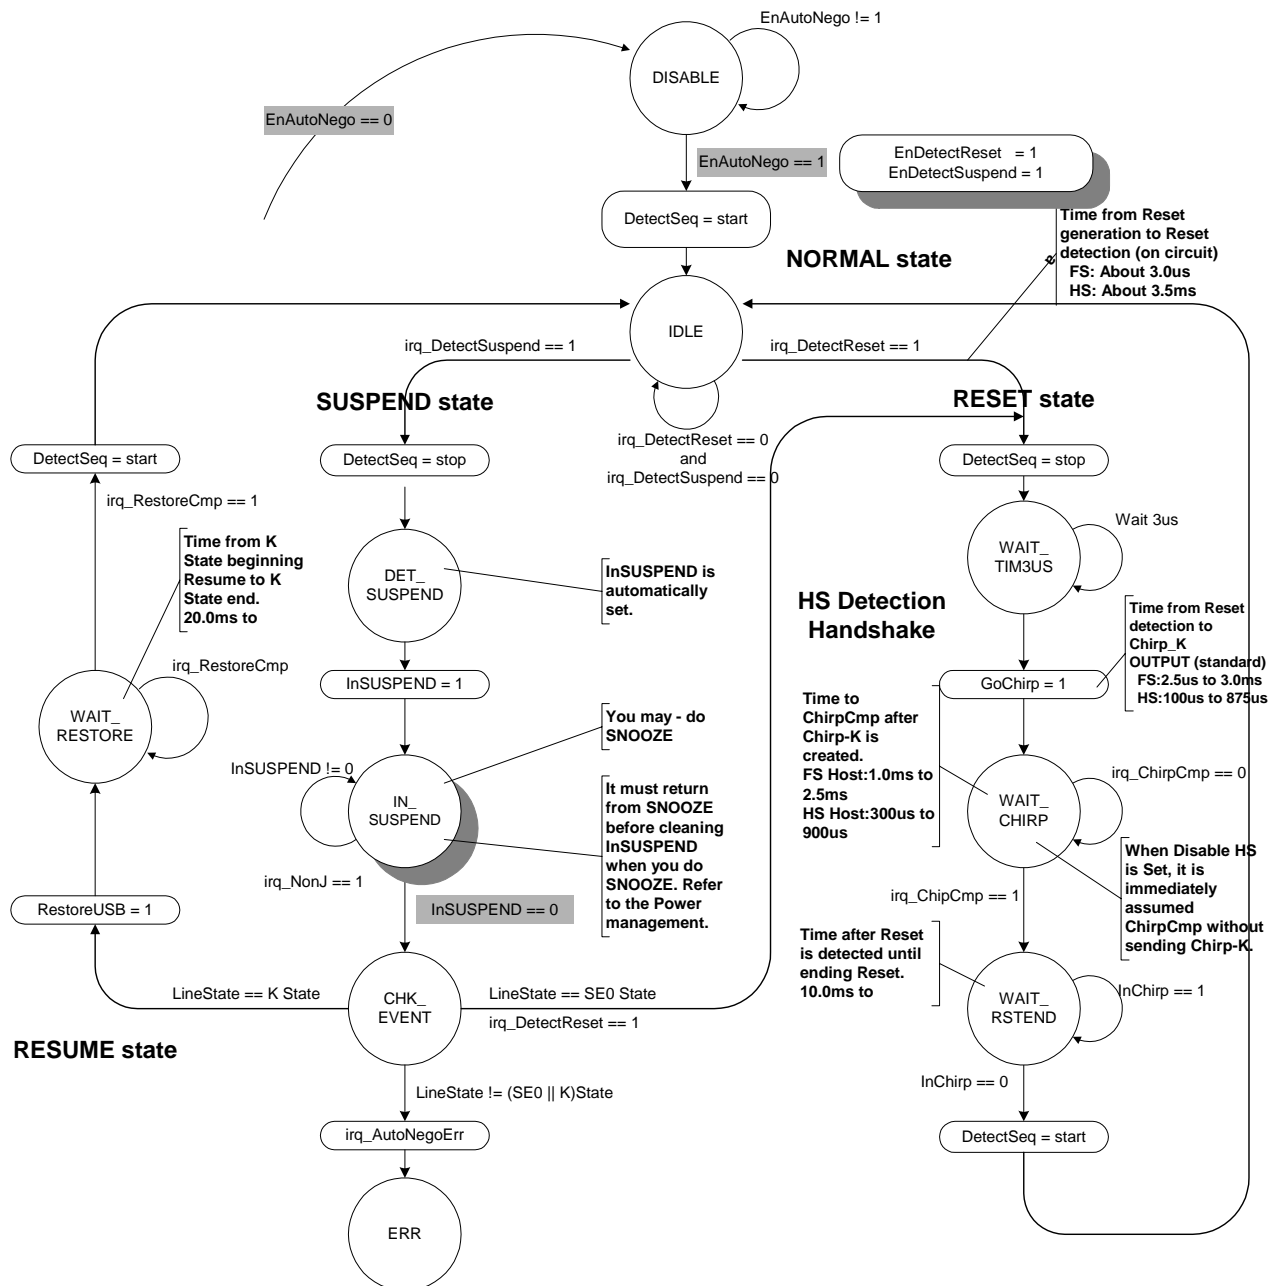 EnAutoNego != 1
DISABLE
EnAutoNego == 0
EnAutoNego == 1
EnDetectReset = 1
EnDetectSuspend = 1
DetectSeq = start
Time from Reset
generation to Reset
detection (on circuit)
FS: About 3.0us
HS: About 3.5ms
NORMAL state
IDLE
irq_DetectSuspend == 1
irq_DetectReset == 1
SUSPEND state
RESET state
irq_DetectReset == 0
and
irq_DetectSuspend == 0
DetectSeq = start
DetectSeq = stop
DetectSeq = stop
irq_RestoreCmp == 1
Wait 3us
Time from K
State beginning
Resume to K
State end.
20.0ms to
DET_
SUSPEND
InSUSPEND is
automatically
set.
WAIT_
TIM3US
HS Detection
Handshake
Time from Reset
detection to
Chirp_K
OUTPUT (standard)
FS:2.5us to 3.0ms
HS:100us to 875us
irq_RestoreCmp
InSUSPEND = 1
GoChirp = 1
WAIT_
RESTORE
You may - do
SNOOZE
Time to
ChirpCmp after
Chirp-K is
created.
FS Host:1.0ms to
2.5ms
HS Host:300us to
900us
InSUSPEND != 0
irq_ChirpCmp == 0
IN_
SUSPEND
It must return
from SNOOZE
before cleaning
InSUSPEND
when you do
SNOOZE. Refer
to the Power
management.
WAIT_
CHIRP
When Disable HS
is Set, it is
immediately
assumed
ChirpCmp without
sending Chirp-K.
irq_NonJ == 1
irq_ChipCmp == 1
RestoreUSB = 1
InSUSPEND == 0
Time after Reset
is detected until
ending Reset.
10.0ms to
LineState == K State
CHK_
EVENT
LineState == SE0 State
irq_DetectReset == 1
WAIT_
RSTEND
InChirp == 1
RESUME state
LineState != (SE0 || K)State
InChirp == 0
irq_AutoNegoErr
DetectSeq = start
ERR